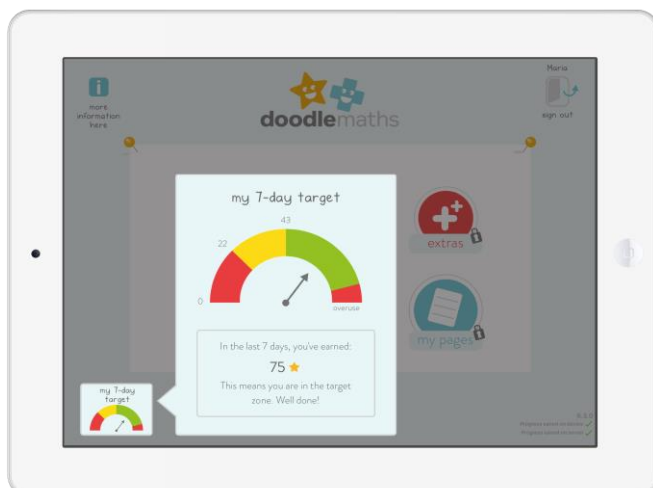 more
information
here
doodlemaths
Maria
sign out
my 7-day target
43
22
0
overuse
In the last 7 days, you've earned:
75
This means you are in the target
zone. Well done!
extras
my pages
my 7-day
target